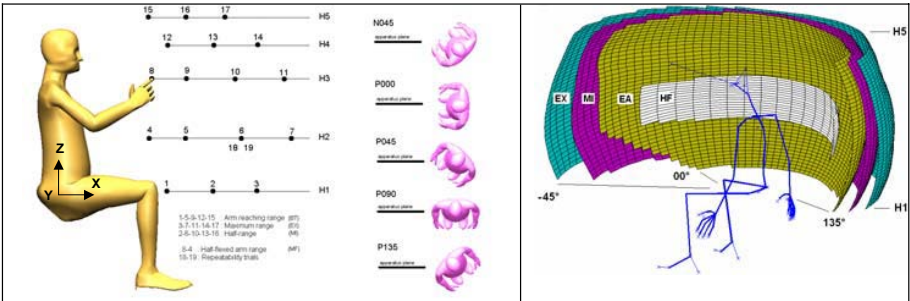 15 16 17 H5
12 13 14 H4
8 9 10 11 H3
4 5 6 7 H2
18 19
1 2 3 H1
Z
Y X
1-5-9-12-15 : Arm reaching range (BT)
3-7-11-14-17 : Maximum range (EX)
2-6-10-13-16 : Half-range (MI)
8-4 : Half-flexed arm range (MF)
18-19 : Repeatability trials
N045
apparatus plane
P000
apparatus plane
P045
apparatus plane
P090
apparatus plane
P135
apparatus plane
H5
EX MI EA HF
00°
-45°
135°
H1